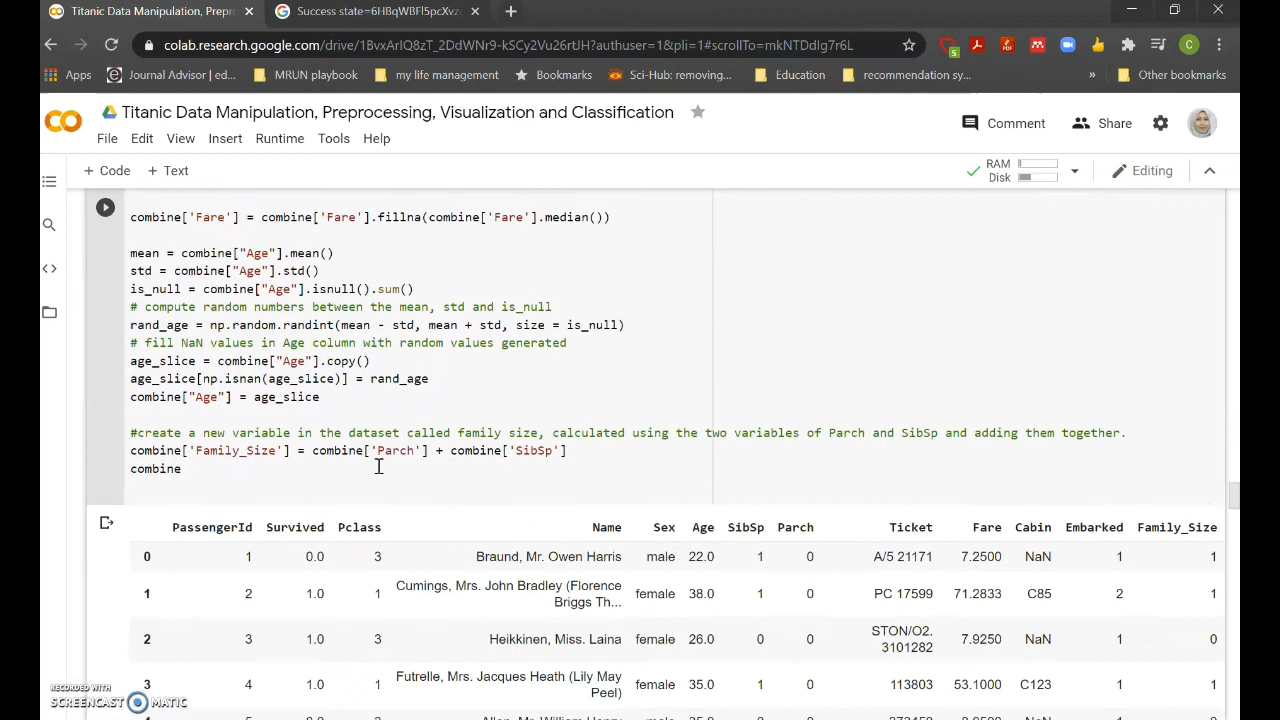 Titanic Data Manipulation, Prepr
Success state=6HBqWBFl5pcXvz
colab.research.google.com/drive/1BvxArIQ8zT_2DdWNr9-kSCy2Vu26rtJH?authuser=1&pli=1#scrollTo=mkNTDdIg7r6L
5
C
Apps
Journal Advisor | ed...
MRUN playbook
my life management
Bookmarks
Sci-Hub: removing...
Education
recommendation sy...
»
Other bookmarks
Titanic Data Manipulation, Preprocessing, Visualization and Classification
File Edit View Insert Runtime Tools Help
Comment
Share
+ Code + Text
RAM
Disk
Editing
combine['Fare'] = combine['Fare'].fillna(combine['Fare'].median())
mean = combine["Age"].mean()
std = combine["Age"].std()
is_null = combine["Age"].isnull().sum()
# compute random numbers between the mean, std and is_null
rand_age = np.random.randint(mean - std, mean + std, size = is_null)
# fill NaN values in Age column with random values generated
age_slice = combine["Age"].copy()
age_slice[np.isnan(age_slice)] = rand_age
combine["Age"] = age_slice
#create a new variable in the dataset called family size, calculated using the two variables of Parch and SibSp and adding them together.
combine['Family_Size'] = combine['Parch'] + combine['SibSp']
combine
PassengerId Survived Pclass Name Sex Age SibSp Parch Ticket Fare Cabin Embarked Family_Size
0 1 0.0 3 Braund, Mr. Owen Harris male 22.0 1 0 A/5 21171 7.2500 NaN 1 1
1 2 1.0 1 Cumings, Mrs. John Bradley (Florence Briggs Th... female 38.0 1 0 PC 17599 71.2833 C85 2 1
2 3 1.0 3 Heikkinen, Miss. Laina female 26.0 0 0 STON/O2. 3101282 7.9250 NaN 1 0
3 4 1.0 1 Futrelle, Mrs. Jacques Heath (Lily May Peel) female 35.0 1 0 113803 53.1000 C123 1 1
RECORDED WITH
SCREENCAST MATIC